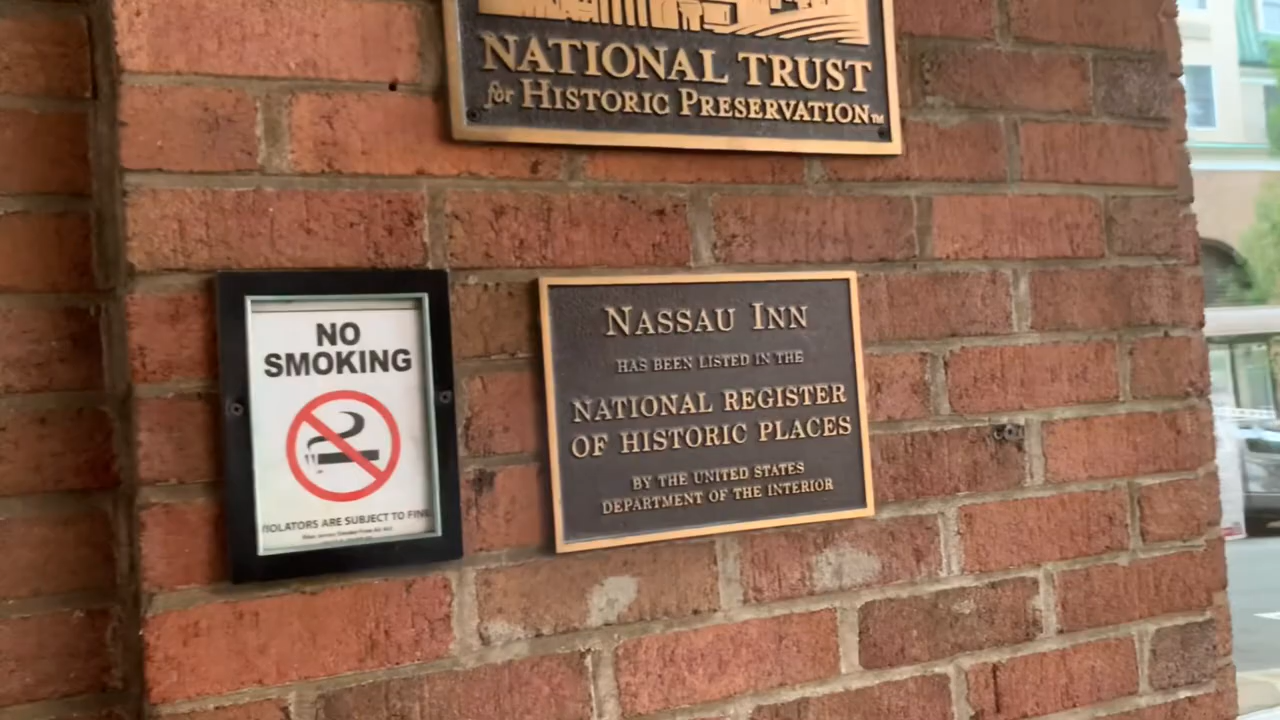 NATIONAL TRUST
for HISTORIC PRESERVATION™
NO
SMOKING
VIOLATORS ARE SUBJECT TO FINE
NASSAU INN
HAS BEEN LISTED IN THE
NATIONAL REGISTER
OF HISTORIC PLACES
BY THE UNITED STATES
DEPARTMENT OF THE INTERIOR